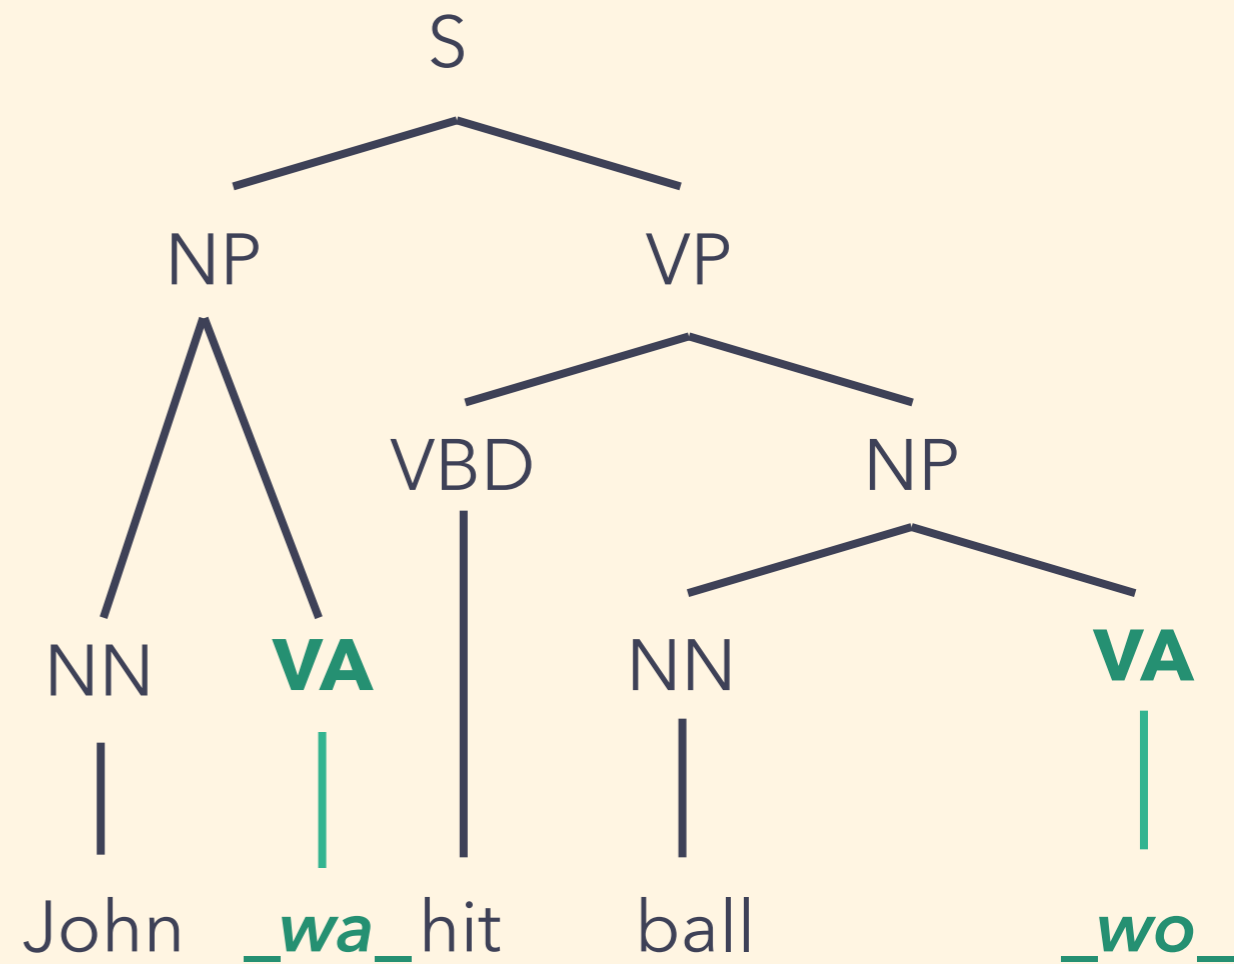 S
NP VP
VBD NP
NN VA NN VA
John _wa_ hit ball _wo_